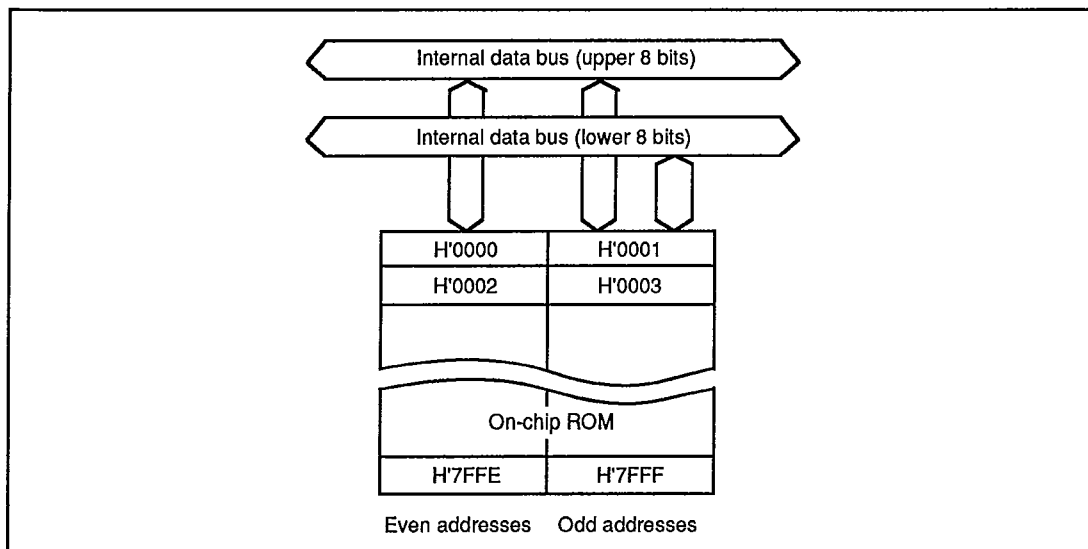 Internal data bus (upper 8 bits)
Internal data bus (lower 8 bits)
H'0000 H'0001
H'0002 H'0003
On-chip ROM
H'7FFE H'7FFF
Even addresses Odd addresses